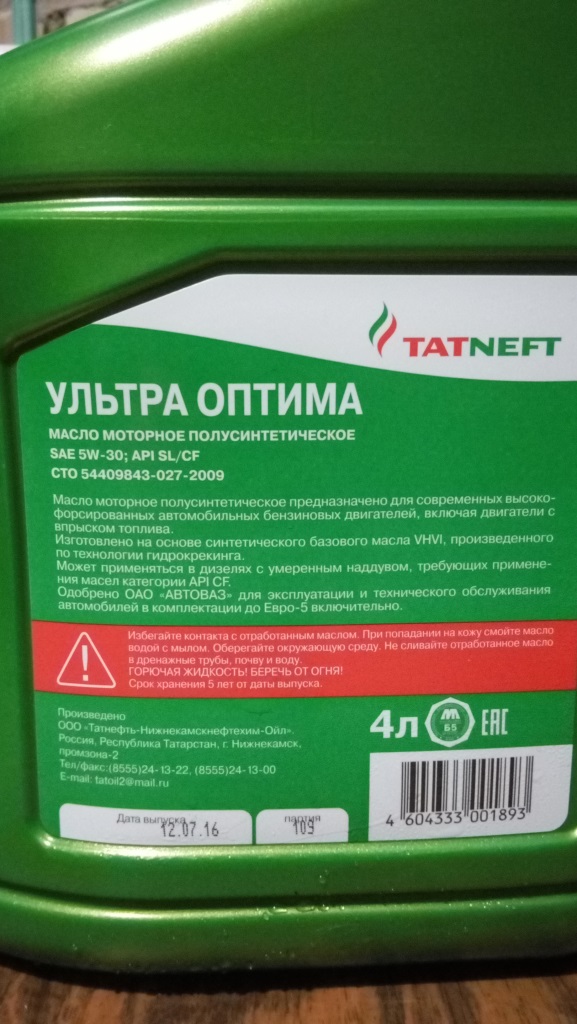 TATNEFT
УЛЬТРА ОПТИМА
МАСЛО МОТОРНОЕ ПОЛУСИНТЕТИЧЕСКОЕ
SAE 5W-30; API SL/CF
СТО 54409843-027-2009
Масло моторное полусинтетическое предназначено для современных высоко-
форсированных автомобильных бензиновых двигателей, включая двигатели с
впрыском топлива.
Изготовлено на основе синтетического базового масла VHVI, произведенного
по технологии гидрокрекинга.
Может применяться в дизелях с умеренным наддувом, требующих примене-
ния масел категории API CF.
Одобрено ОАО «АВТОВАЗ» для эксплуатации и технического обслуживания
автомобилей в комплектации до Евро-5 включительно.
Избегайте контакта с отработанным маслом. При попадании на кожу смойте масло
водой с мылом. Оберегайте окружающую среду. Не сливайте отработанное масло
в дренажные трубы, почву и воду.
ГОРЮЧАЯ ЖИДКОСТЬ! БЕРЕЧЬ ОТ ОГНЯ!
Срок хранения 5 лет от даты выпуска.
Произведено
ООО «Татнефть-Нижнекамскнефтехим-Ойл».
Россия, Республика Татарстан, г. Нижнекамск,
промзона-2
Тел/факс:(8555)24-13-22, (8555)24-13-00
E-mail: tatoil2@mail.ru
4л
Б5
EAC
4 604333 001893
Дата выпуска
12.07.16
партия
109